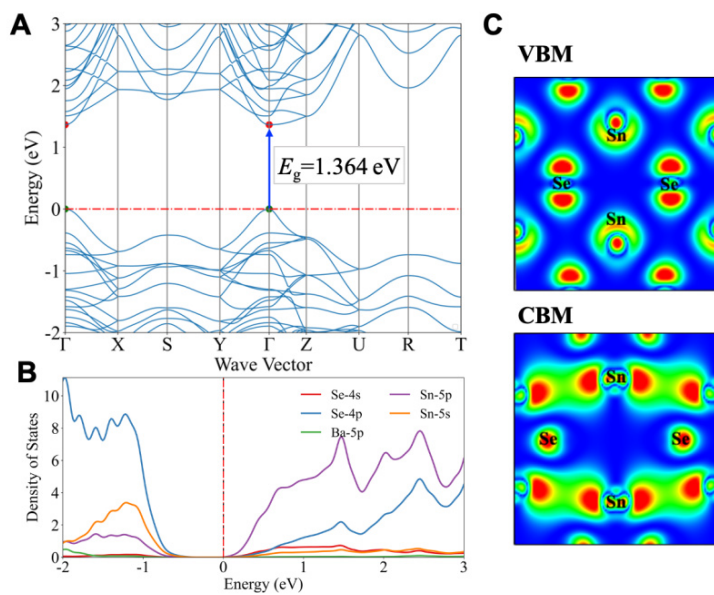 A
3
2
1
0
-1
-2
Energy (eV)
E_g=1.364 eV
Γ X S Y Γ Z U R T
Wave Vector
B
10
8
6
4
2
0
Density of States
Se-4s
Se-4p
Ba-5p
Sn-5p
Sn-5s
-2 -1 0 1 2 3
Energy (eV)
C
VBM
Sn
Se Se
Sn
CBM
Sn
Se Se
Sn